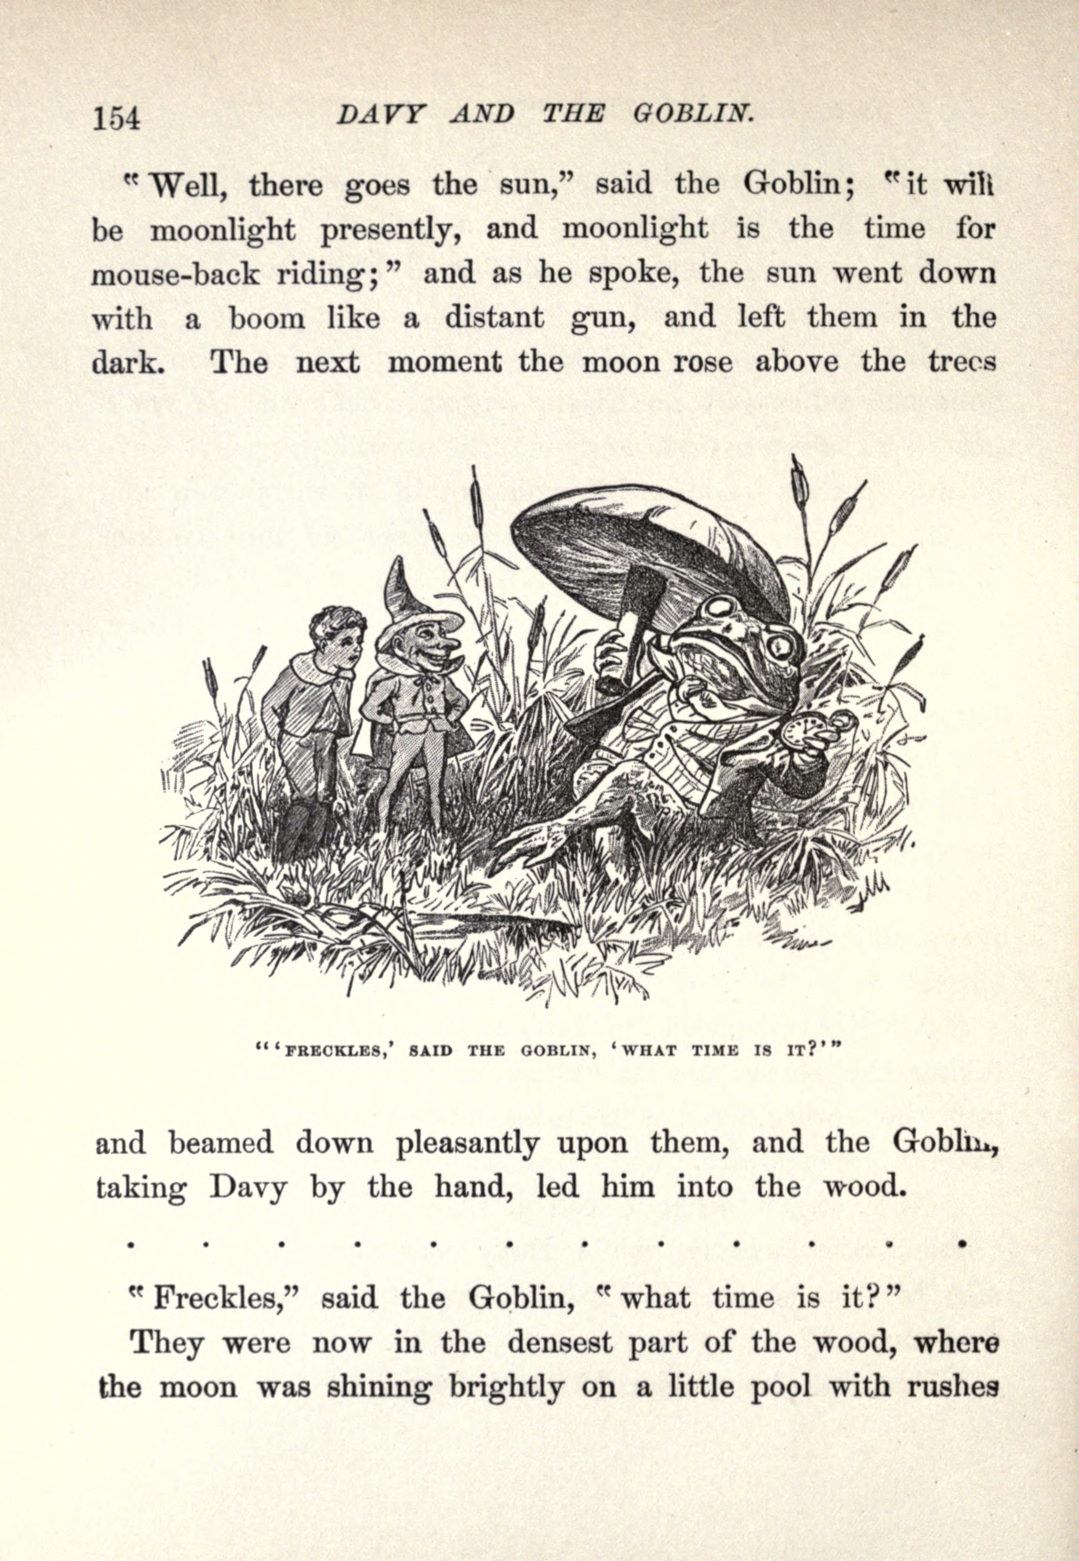 154 DAVY AND THE GOBLIN.
“Well, there goes the sun,” said the Goblin; “it will
be moonlight presently, and moonlight is the time for
mouse-back riding;” and as he spoke, the sun went down
with a boom like a distant gun, and left them in the
dark. The next moment the moon rose above the trees
“‘FRECKLES,’ SAID THE GOBLIN, ‘WHAT TIME IS IT?’”
and beamed down pleasantly upon them, and the Goblin,
taking Davy by the hand, led him into the wood.
. . . . . . . . . . . .
“Freckles,” said the Goblin, “what time is it?”
They were now in the densest part of the wood, where
the moon was shining brightly on a little pool with rushes